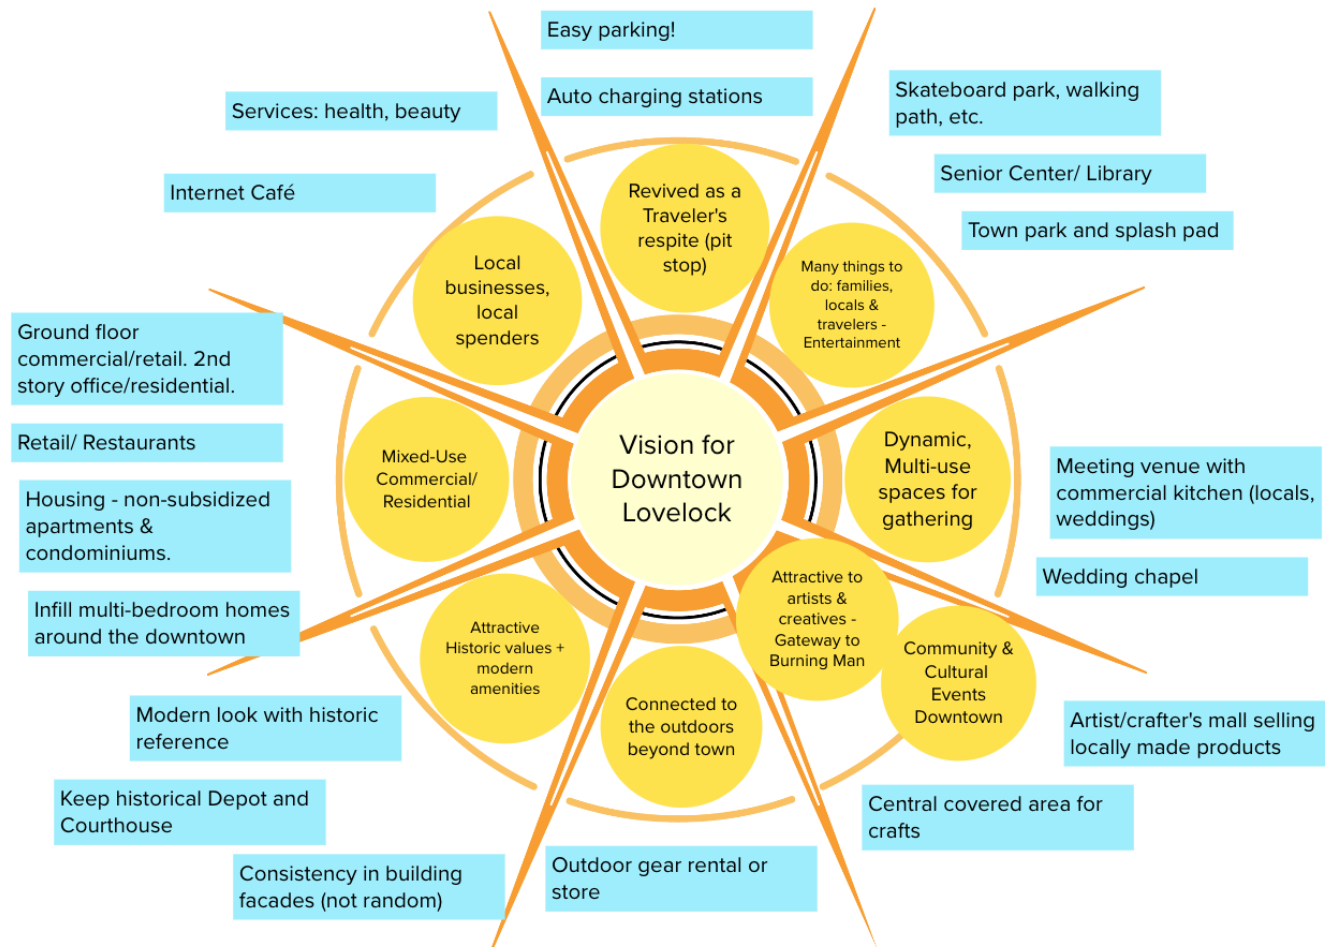 Easy parking!
Auto charging stations
Revived as a
Traveler's
respite (pit
stop)
Skateboard park, walking
path, etc.
Senior Center/ Library
Town park and splash pad
Many things to
do: families,
locals &
travelers -
Entertainment
Dynamic,
Multi-use
spaces for
gathering
Meeting venue with
commercial kitchen (locals,
weddings)
Wedding chapel
Attractive to
artists &
creatives -
Gateway to
Burning Man
Community &
Cultural
Events
Downtown
Artist/crafter's mall selling
locally made products
Central covered area for
crafts
Connected to
the outdoors
beyond town
Outdoor gear rental or
store
Attractive
Historic values +
modern
amenities
Modern look with historic
reference
Keep historical Depot and
Courthouse
Consistency in building
facades (not random)
Mixed-Use
Commercial/
Residential
Ground floor
commercial/retail. 2nd
story office/residential.
Retail/ Restaurants
Housing - non-subsidized
apartments &
condominiums.
Infill multi-bedroom homes
around the downtown
Local
businesses,
local
spenders
Services: health, beauty
Internet Café
Vision for
Downtown
Lovelock